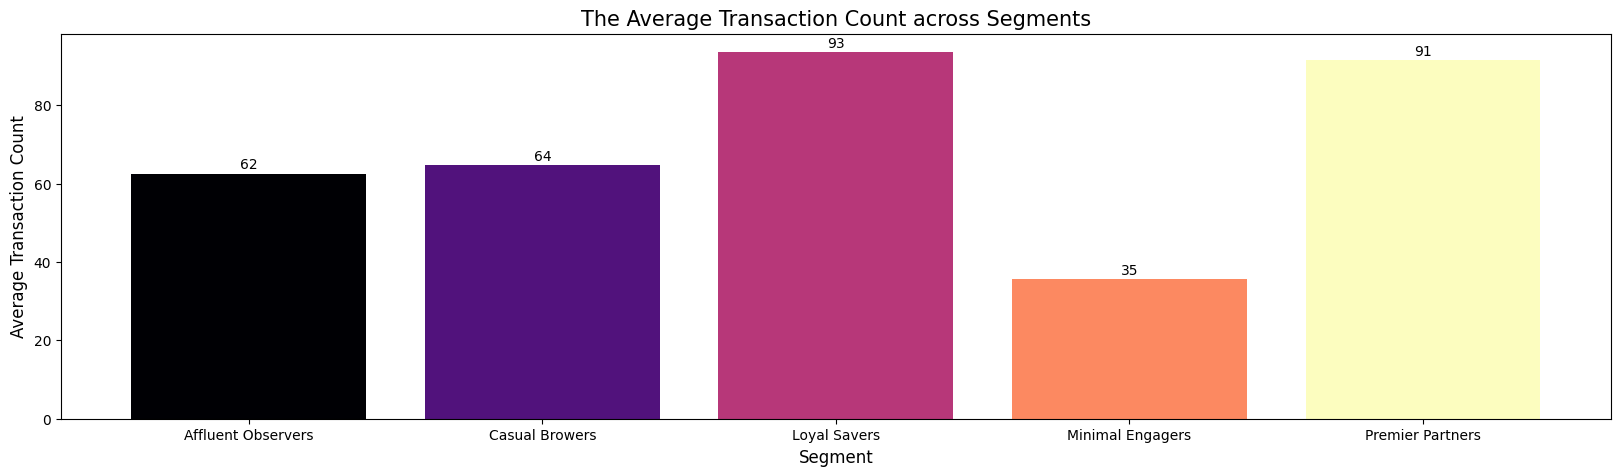 The Average Transaction Count across Segments
93
91
80
Average Transaction Count
62
64
60
40
35
20
0
Affluent Observers
Casual Browers
Loyal Savers
Minimal Engagers
Premier Partners
Segment